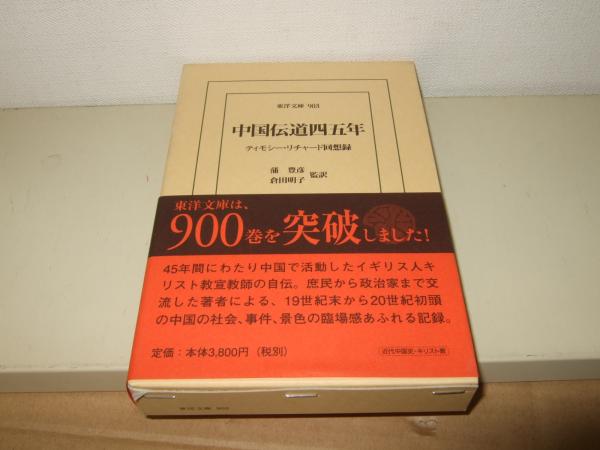 東洋文庫 903
中国伝道四五年
ティモシー・リチャード回想録
蒲 豊彦
倉田明子 監訳
東洋文庫は、
900巻を突破しました!
45年間にわたり中国で活動したイギリス人キ
リスト教宣教師の自伝。庶民から政治家まで交
流した著者による、19世紀末から20世紀初頭
の中国の社会、事件、景色の臨場感あふれる記録。
定価:本体3,800円(税別)
近代中国史・キリスト教
東洋文庫 903